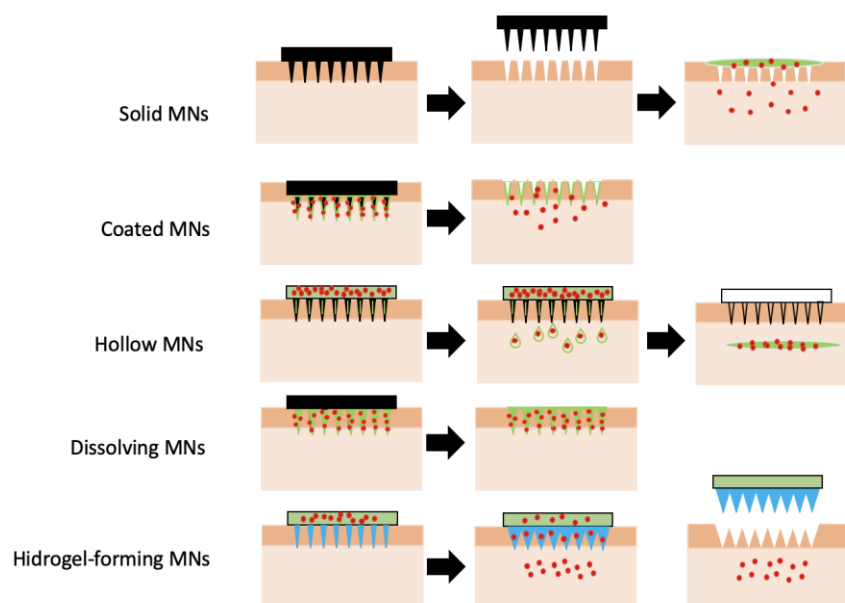 Solid MNs
Coated MNs
Hollow MNs
Dissolving MNs
Hidrogel-forming MNs